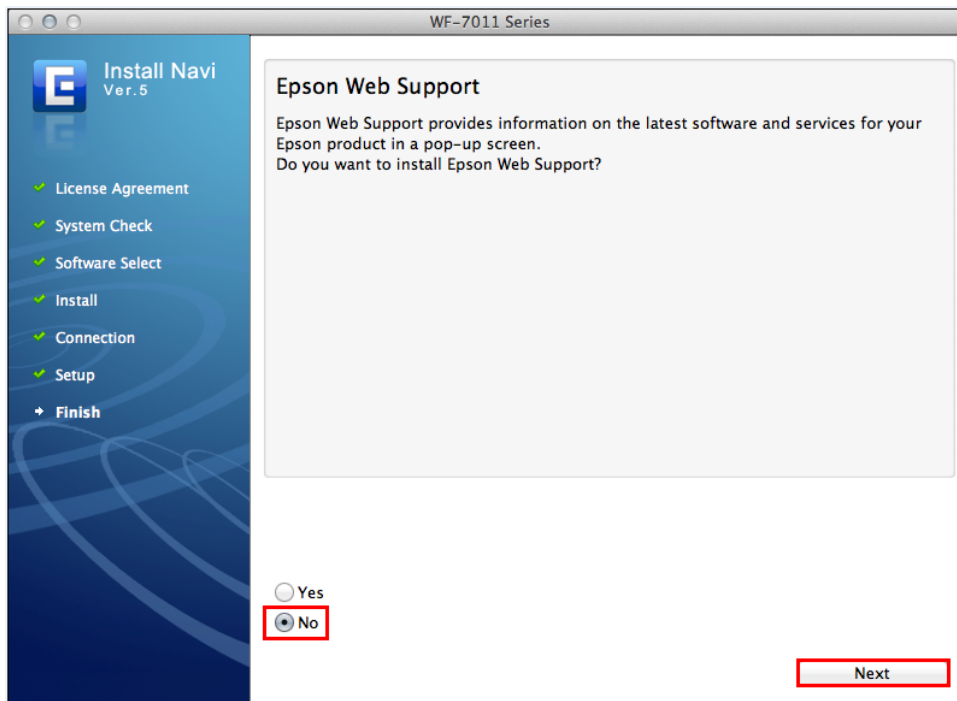 WF-7011 Series
Install Navi
Ver.5
License Agreement
System Check
Software Select
Install
Connection
Setup
Finish
Epson Web Support
Epson Web Support provides information on the latest software and services for your
Epson product in a pop-up screen.
Do you want to install Epson Web Support?
Yes
No
Next